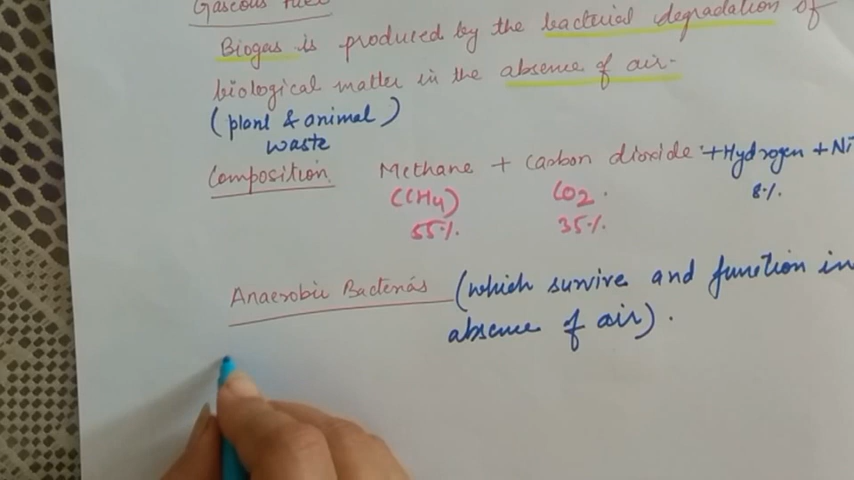 Gaseous Fuel
Biogas is produced by the bacterial degradation of
biological matter in the absence of air.
(plant & animal)
waste
Composition Methane + Carbon dioxide + Hydrogen + Ni
(CH4) CO2. 8%.
55%. 35%.
Anaerobic Bacterias (which survive and function in
absence of air).